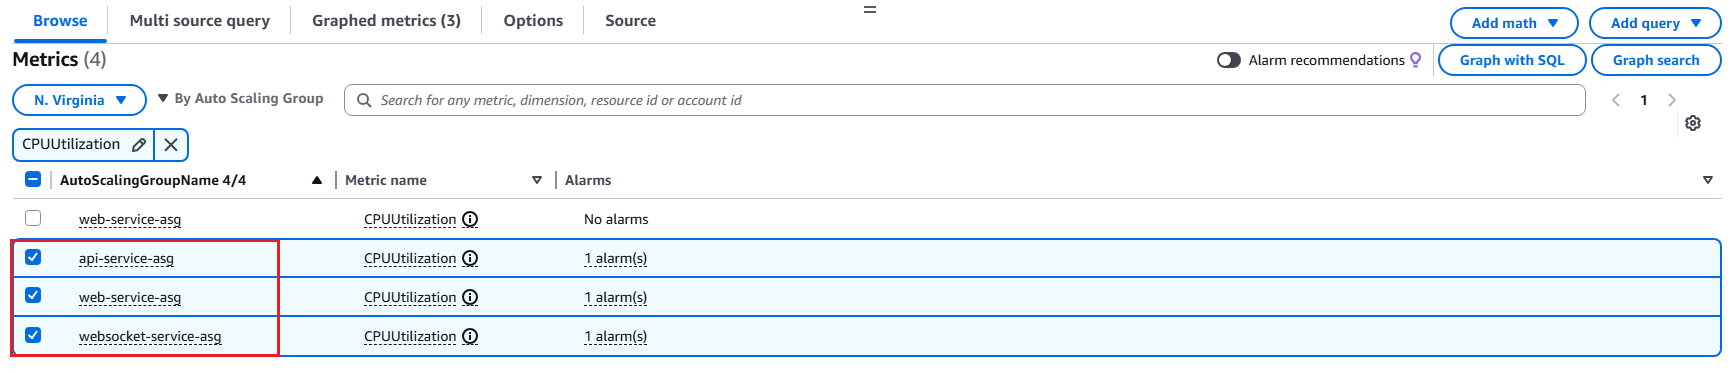 Browse Multi source query Graphed metrics (3) Options Source Add math Add query
Metrics (4) Alarm recommendations Graph with SQL Graph search
N. Virginia By Auto Scaling Group Search for any metric, dimension, resource id or account id 1
CPUUtilization
AutoScalingGroupName 4/4 Metric name Alarms
web-service-asg CPUUtilization No alarms
api-service-asg CPUUtilization 1 alarm(s)
web-service-asg CPUUtilization 1 alarm(s)
websocket-service-asg CPUUtilization 1 alarm(s)